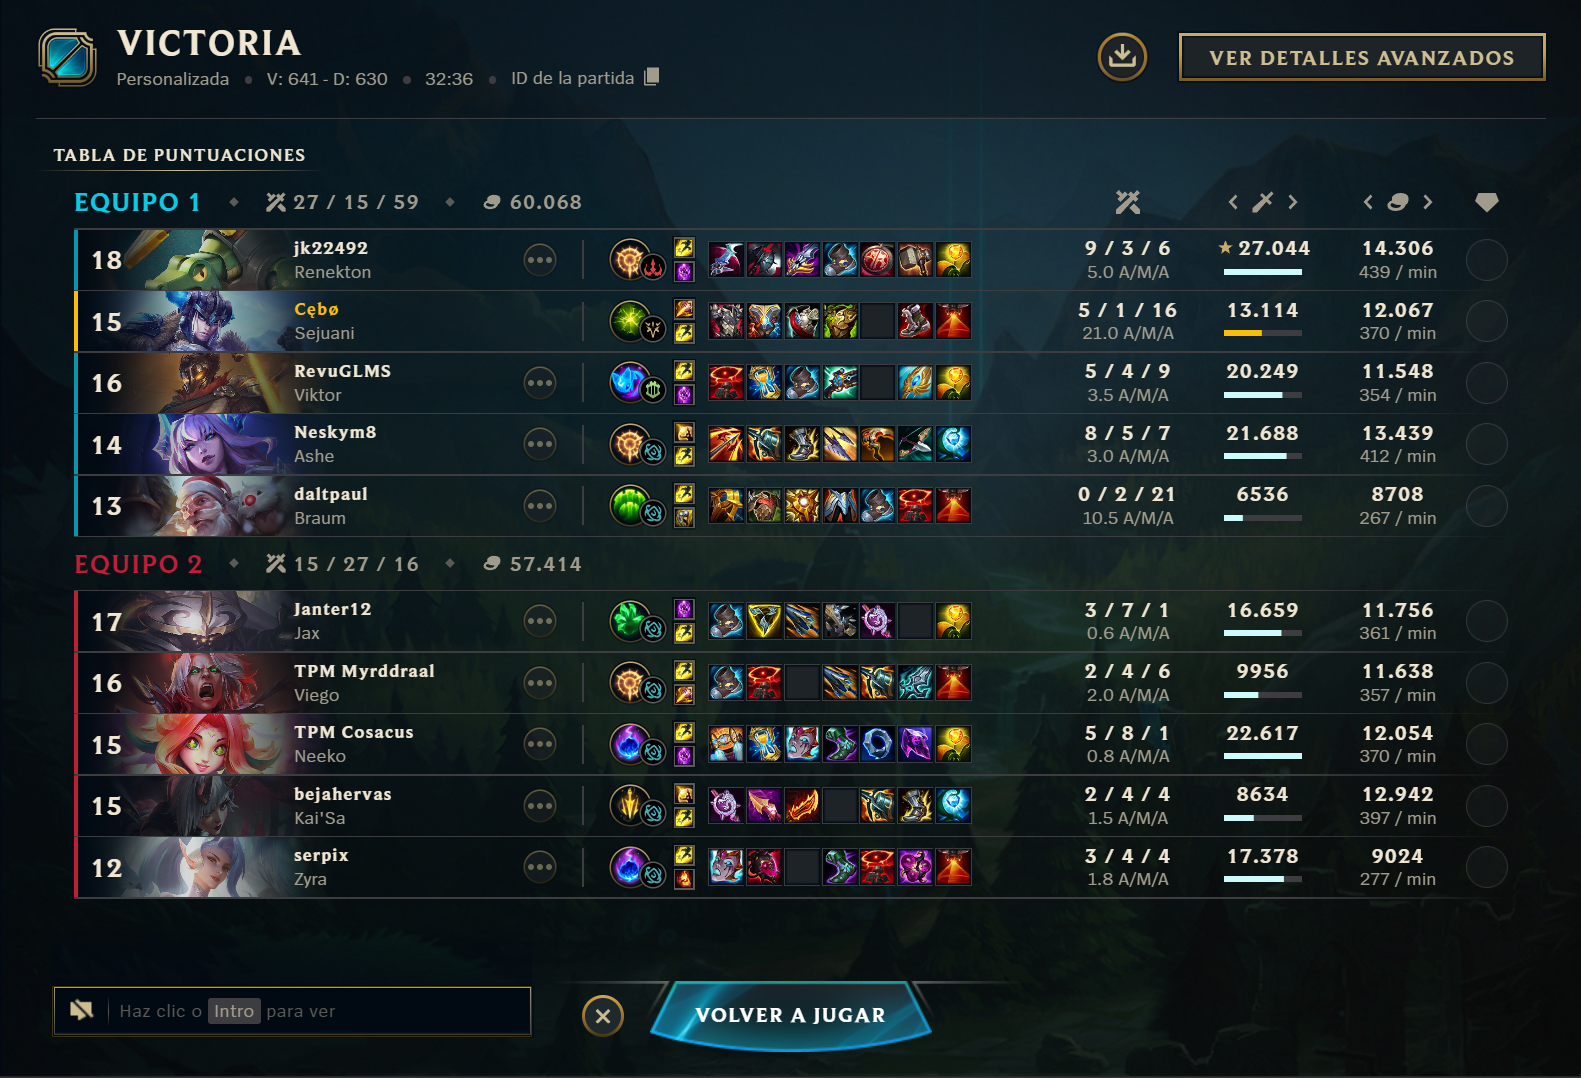 VICTORIA
Personalizada • V: 641 - D: 630 • 32:36 • ID de la partida
VER DETALLES AVANZADOS
TABLA DE PUNTUACIONES
EQUIPO 1 27 / 15 / 59 60.068
18 jk22492 9 / 3 / 6 27.044 14.306
Renekton 5.0 A/M/A 439 / min
15 Cębø 5 / 1 / 16 13.114 12.067
Sejuani 21.0 A/M/A 370 / min
16 RevuGLMS 5 / 4 / 9 20.249 11.548
Viktor 3.5 A/M/A 354 / min
14 Neskym8 8 / 5 / 7 21.688 13.439
Ashe 3.0 A/M/A 412 / min
13 daltpaul 0 / 2 / 21 6536 8708
Braum 10.5 A/M/A 267 / min
EQUIPO 2 15 / 27 / 16 57.414
17 Janter12 3 / 7 / 1 16.659 11.756
Jax 0.6 A/M/A 361 / min
16 TPM Myrddraal 2 / 4 / 6 9956 11.638
Viego 2.0 A/M/A 357 / min
15 TPM Cosacus 5 / 8 / 1 22.617 12.054
Neeko 0.8 A/M/A 370 / min
15 bejahervas 2 / 4 / 4 8634 12.942
Kai'Sa 1.5 A/M/A 397 / min
12 serpix 3 / 4 / 4 17.378 9024
Zyra 1.8 A/M/A 277 / min
Haz clic o Intro para ver
VOLVER A JUGAR